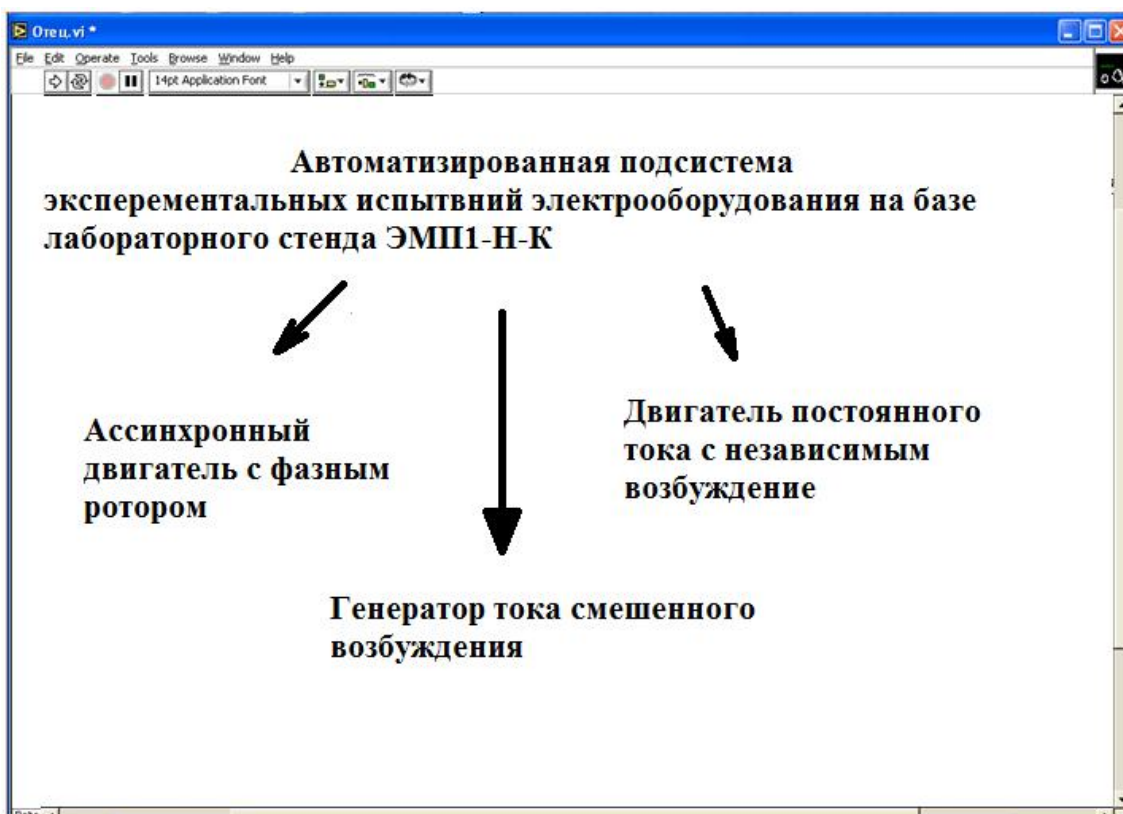 Отец.vi *
File Edit Operate Tools Browse Window Help
14pt Application Font
Автоматизированная подсистема
эксперементальных испытвний электрооборудования на базе
лабораторного стенда ЭМП1-Н-К
Ассинхронный
двигатель с фазным
ротором
Двигатель постоянного
тока с независимым
возбуждение
Генератор тока смешенного
возбуждения